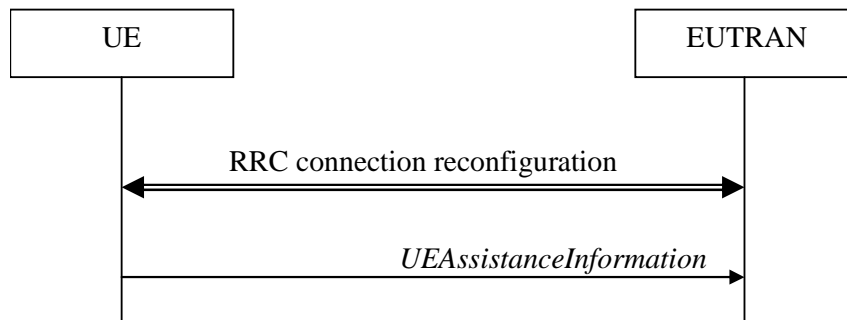 UE
EUTRAN
RRC connection reconfiguration
UEAssistanceInformation